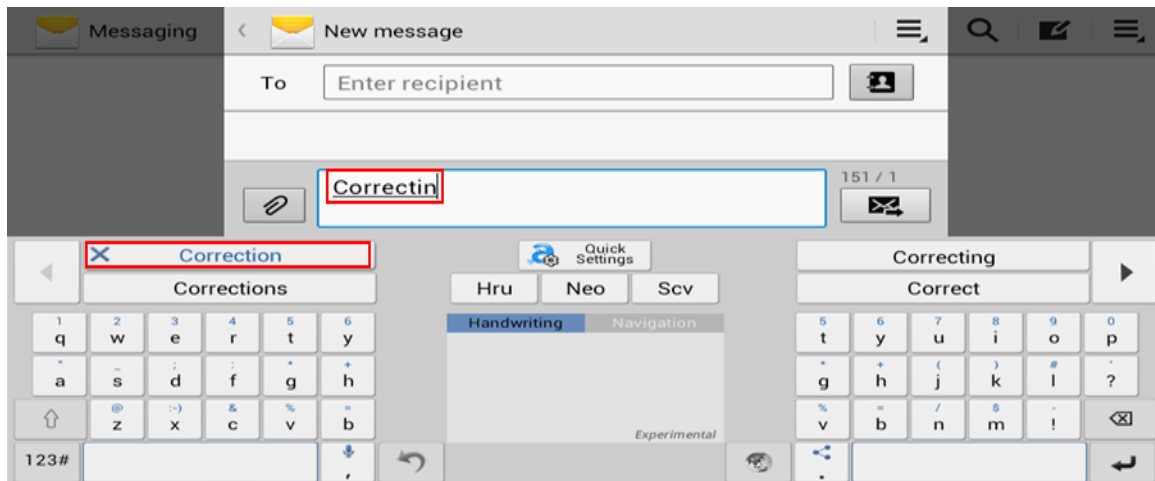 Messaging
New message
To Enter recipient
Correctin
151 / 1
Correction
Quick
Settings
Correcting
Corrections
Hru Neo Scv
Correct
Handwriting Navigation
1 2 3 4 5 6 5 6 7 8 9 0
q w e r t y t y u i o p
" _ ; : * + * + ( ) # '
a s d f g h g h j k l ?
@ :-) & % = % = / $ -
z x c v b v b n m !
Experimental
123# , .